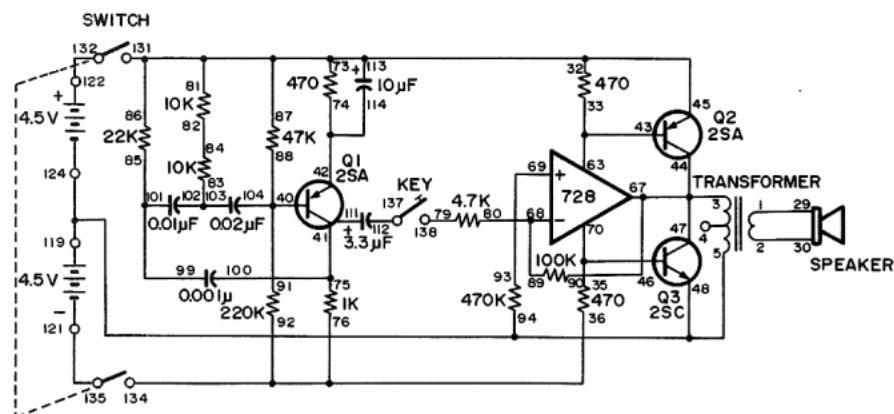 SWITCH
132 131
122
+
4.5V
124
119
4.5V
−
121
135 134
86
22K
85
81
10K
82
84
10K
83
87
47K
88
73
470
74
113
+
10μF
114
42
Q1
2SA
40
41
101 102
0.01μF
103 104
0.02μF
99 100
0.001μ
91
220K
92
75
1K
76
111
+
112
3.3μF
KEY
137
138
4.7K
79 80
32
470
33
69
+
63
728
67
68
−
70
100K
89 90
93
470K
94
35
470
36
43
45
Q2
2SA
44
47
46
48
Q3
2SC
TRANSFORMER
3
4
5
1
2
29
30
SPEAKER